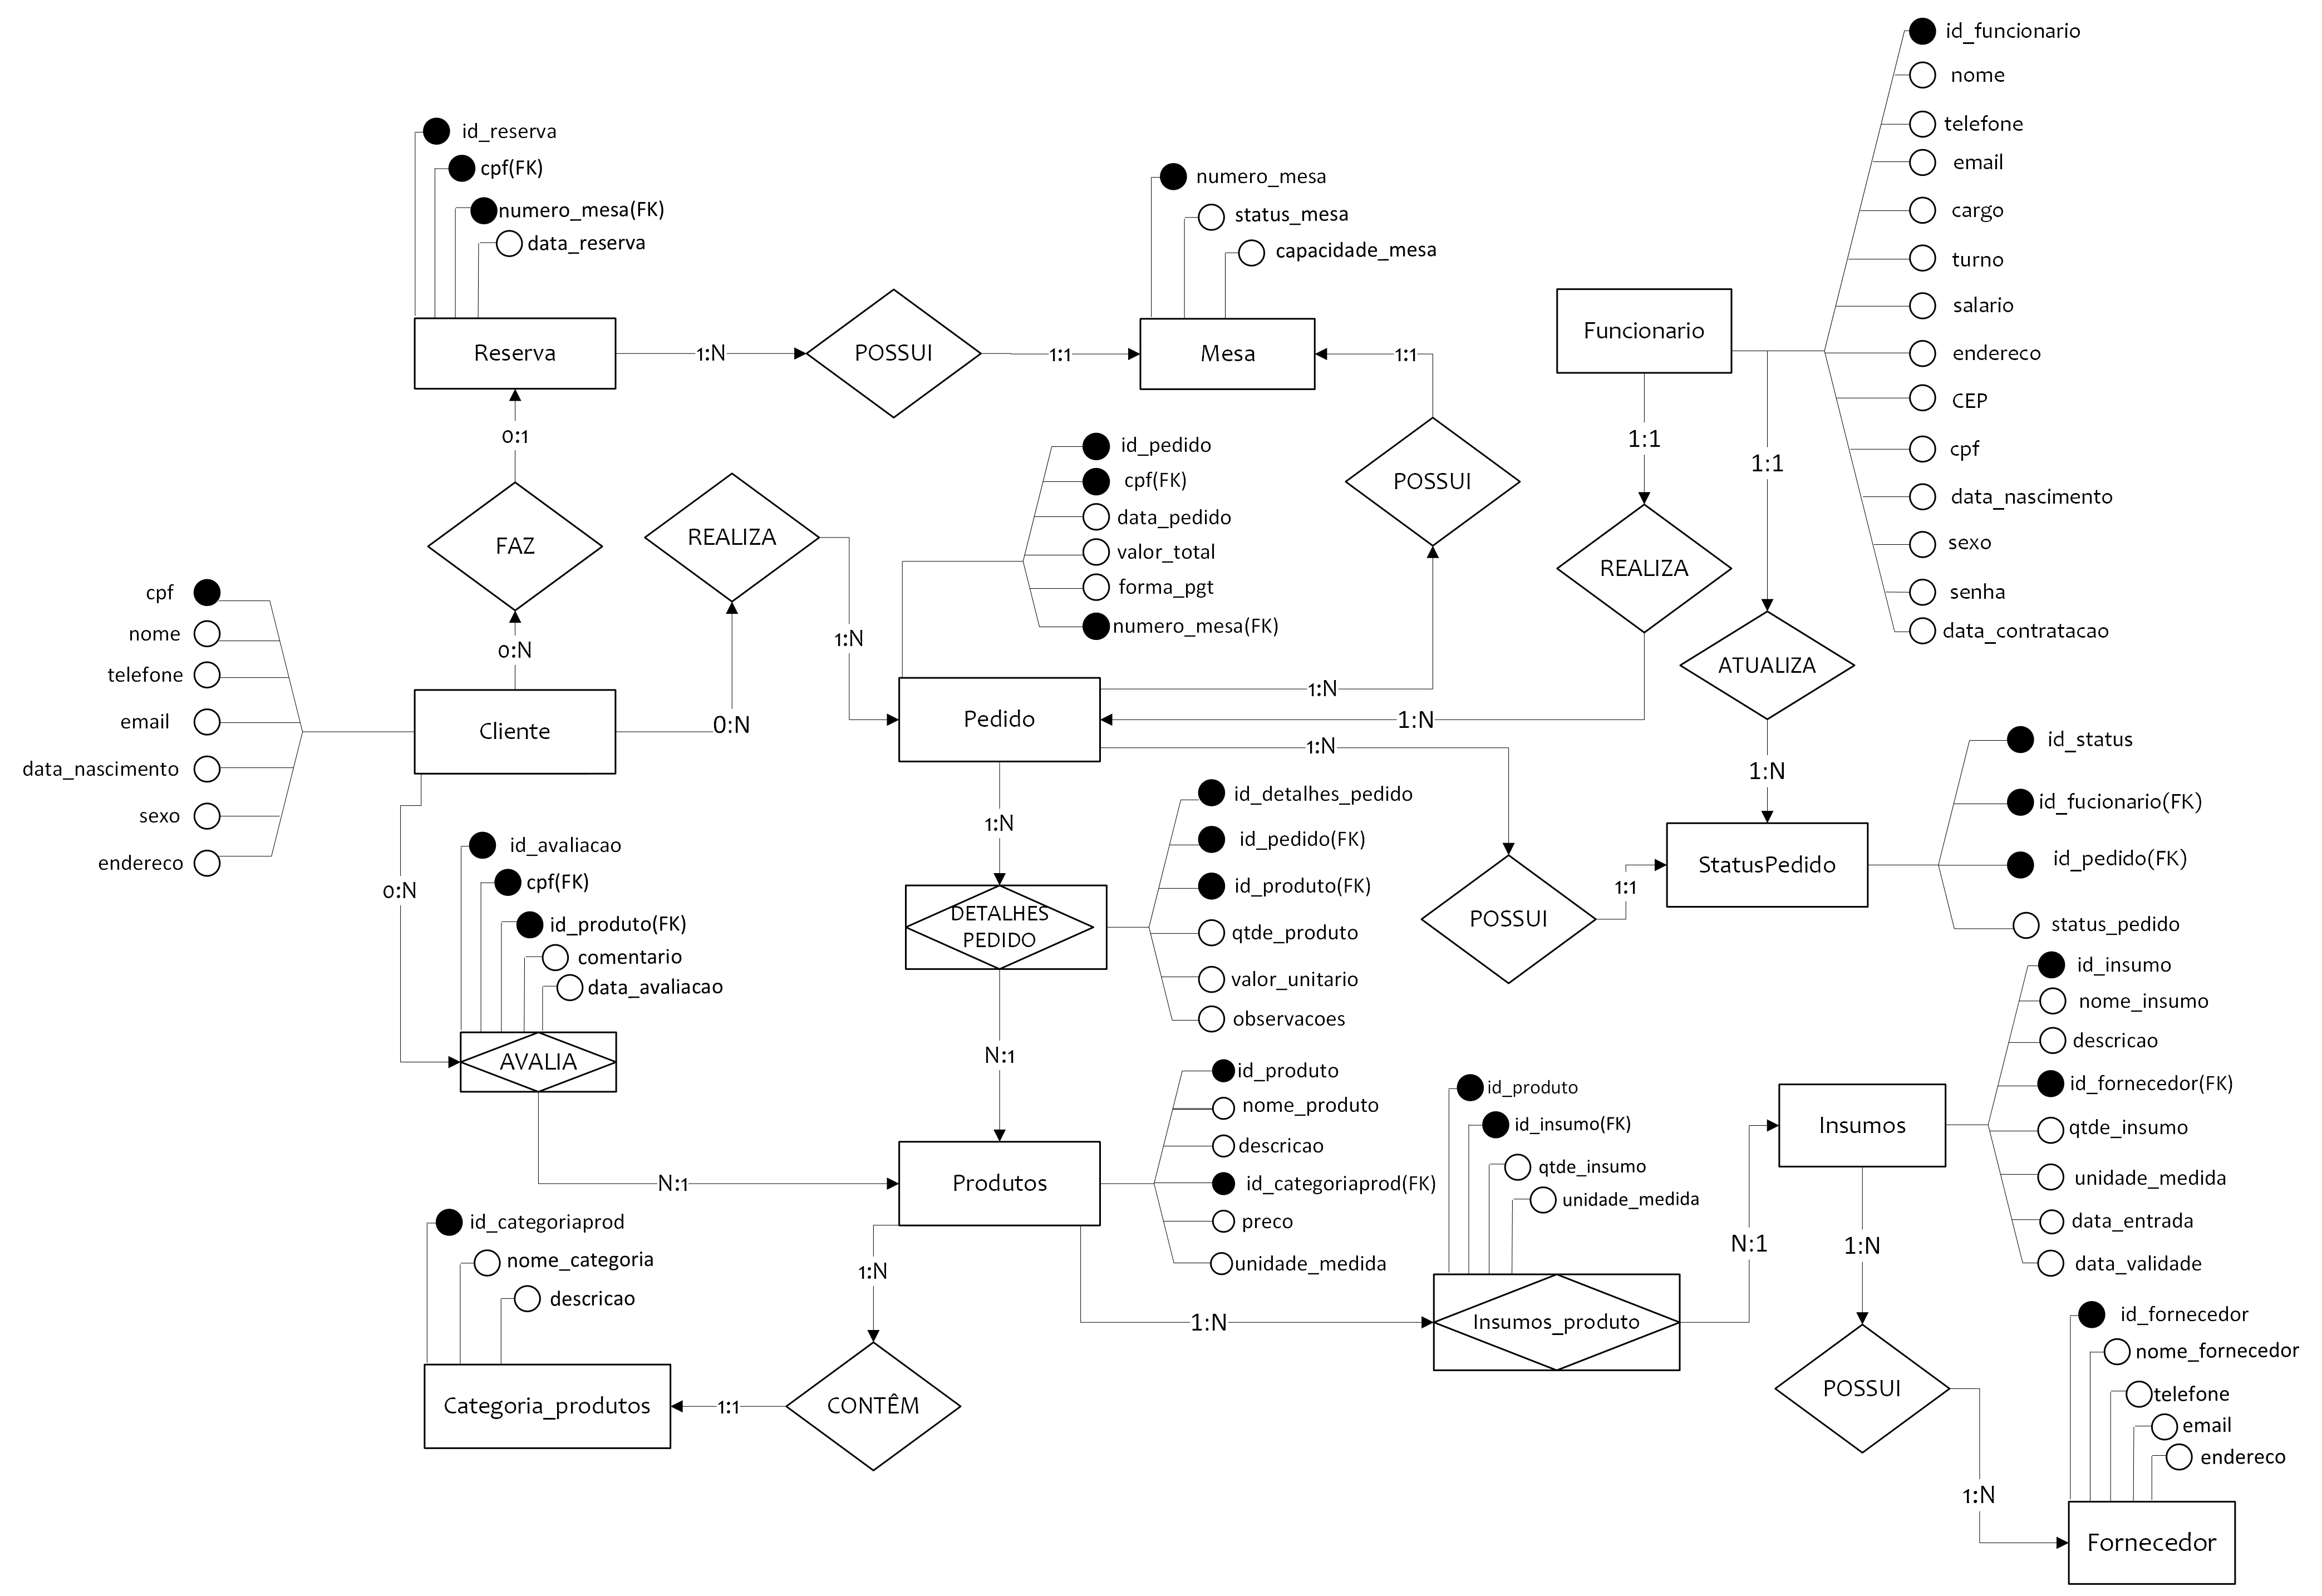 id_funcionario
nome
telefone
email
cargo
turno
salario
endereco
CEP
cpf
data_nascimento
sexo
senha
data_contratacao
Funcionario
id_reserva
cpf(FK)
numero_mesa(FK)
data_reserva
Reserva
1:N
POSSUI
1:1
numero_mesa
status_mesa
capacidade_mesa
Mesa
1:1
POSSUI
1:N
0:1
FAZ
0:N
REALIZA
0:N
1:N
id_pedido
cpf(FK)
data_pedido
valor_total
forma_pgt
numero_mesa(FK)
Pedido
1:1
REALIZA
1:N
1:1
ATUALIZA
1:N
cpf
nome
telefone
email
data_nascimento
sexo
endereco
Cliente
0:N
id_status
id_fucionario(FK)
id_pedido(FK)
status_pedido
StatusPedido
1:N
POSSUI
1:1
1:N
DETALHES
PEDIDO
id_detalhes_pedido
id_pedido(FK)
id_produto(FK)
qtde_produto
valor_unitario
observacoes
N:1
id_avaliacao
cpf(FK)
id_produto(FK)
comentario
data_avaliacao
AVALIA
N:1
id_produto
nome_produto
descricao
id_categoriaprod(FK)
preco
unidade_medida
Produtos
1:N
CONTÊM
1:1
id_categoriaprod
nome_categoria
descricao
Categoria_produtos
1:N
id_produto
id_insumo(FK)
qtde_insumo
unidade_medida
Insumos_produto
N:1
id_insumo
nome_insumo
descricao
id_fornecedor(FK)
qtde_insumo
unidade_medida
data_entrada
data_validade
Insumos
1:N
POSSUI
1:N
id_fornecedor
nome_fornecedor
telefone
email
endereco
Fornecedor